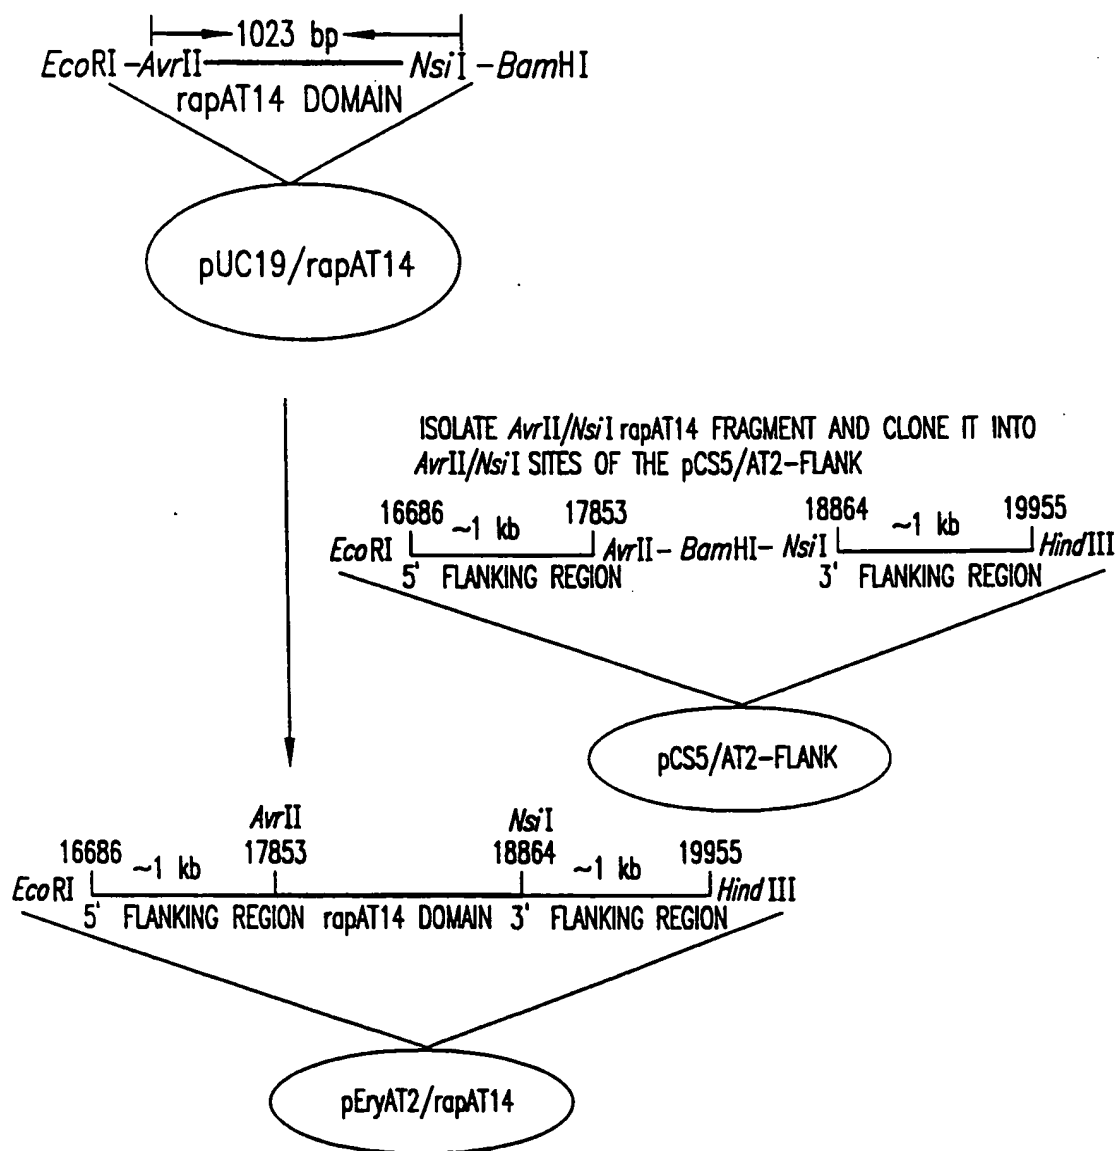 1023 bp
EcoRI - AvrII NsiI - BamHI
rapAT14 DOMAIN
pUC19/rapAT14
ISOLATE AvrII/NsiI rapAT14 FRAGMENT AND CLONE IT INTO
AvrII/NsiI SITES OF THE pCS5/AT2-FLANK
16686 ~1 kb 17853 18864 ~1 kb 19955
EcoRI AvrII - BamHI - NsiI HindIII
5' FLANKING REGION 3' FLANKING REGION
pCS5/AT2-FLANK
AvrII NsiI
16686 ~1 kb 17853 18864 ~1 kb 19955
EcoRI HindIII
5' FLANKING REGION rapAT14 DOMAIN 3' FLANKING REGION
pEryAT2/rapAT14